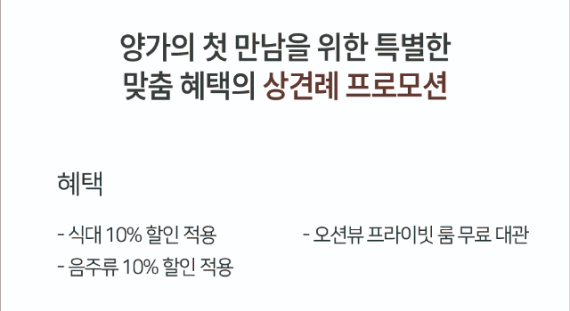 양가의 첫 만남을 위한 특별한
맞춤 혜택의 상견례 프로모션
혜택
- 식대 10% 할인 적용
- 오션뷰 프라이빗 룸 무료 대관
- 음주류 10% 할인 적용